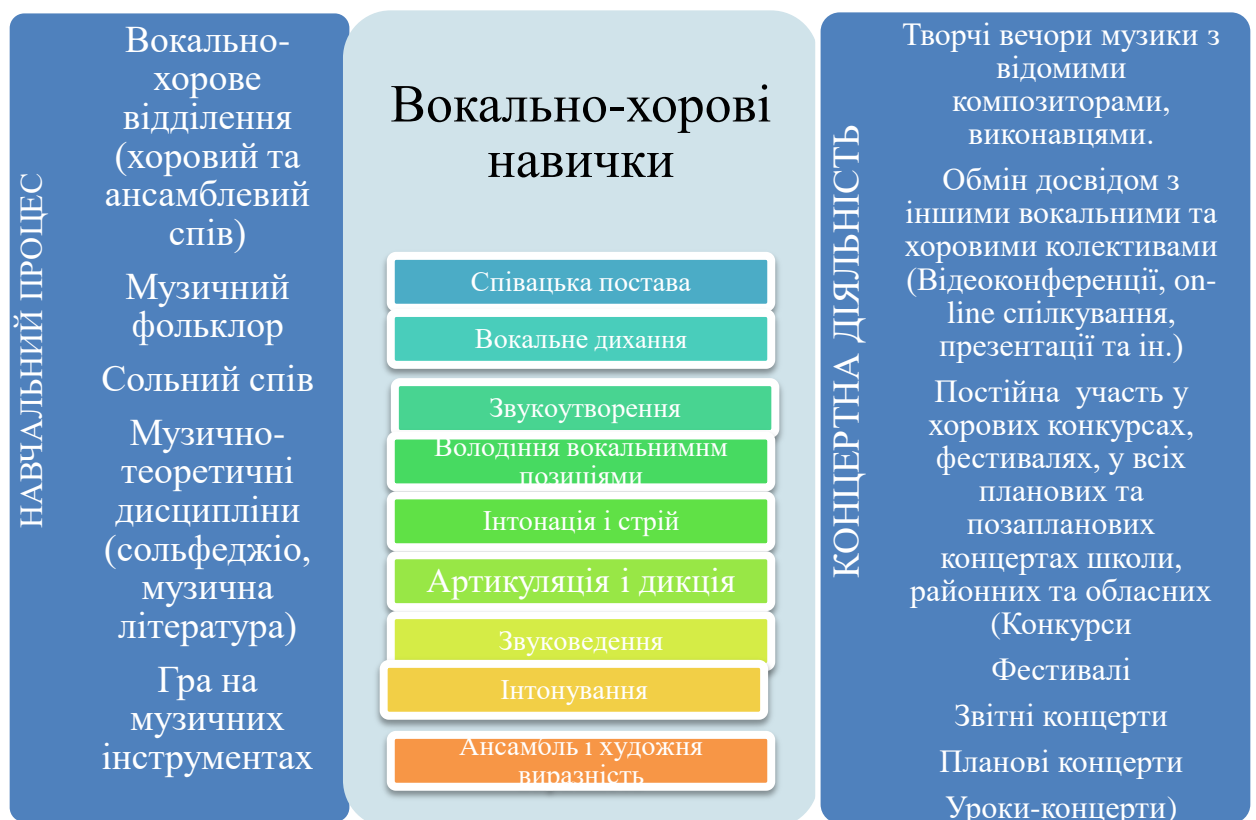 НАВЧАЛЬНИЙ ПРОЦЕС
Вокально-
хорове
відділення
(хоровий та
ансамблевий
спів)
Музичний
фольклор
Сольний спів
Музично-
теоретичні
дисципліни
(сольфеджіо,
музична
література)
Гра на
музичних
інструментах
Вокально-хорові
навички
Співацька постава
Вокальне дихання
Звукоутворення
Володіння вокальнимнм
позиціями
Інтонація і стрій
Артикуляція і дикція
Звуковедення
Інтонування
Ансамбль і художня
виразність
КОНЦЕРТНА ДІЯЛЬНІСТЬ
Творчі вечори музики з
відомими
композиторами,
виконавцями.
Обмін досвідом з
іншими вокальними та
хоровими колективами
(Відеоконференції, on-
line спілкування,
презентації та ін.)
Постійна участь у
хорових конкурсах,
фестивалях, у всіх
планових та
позапланових
концертах школи,
районних та обласних
(Конкурси
Фестивалі
Звітні концерти
Планові концерти
Уроки-концерти)